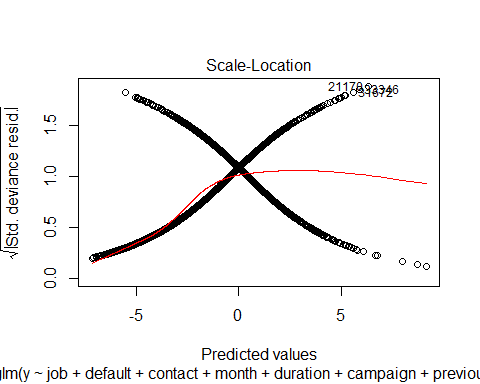 Scale-Location
√|Std. deviance resid.|
0.0 0.5 1.0 1.5
21179
-5 0 5
Predicted values
glm(y ~ job + default + contact + month + duration + campaign + previou